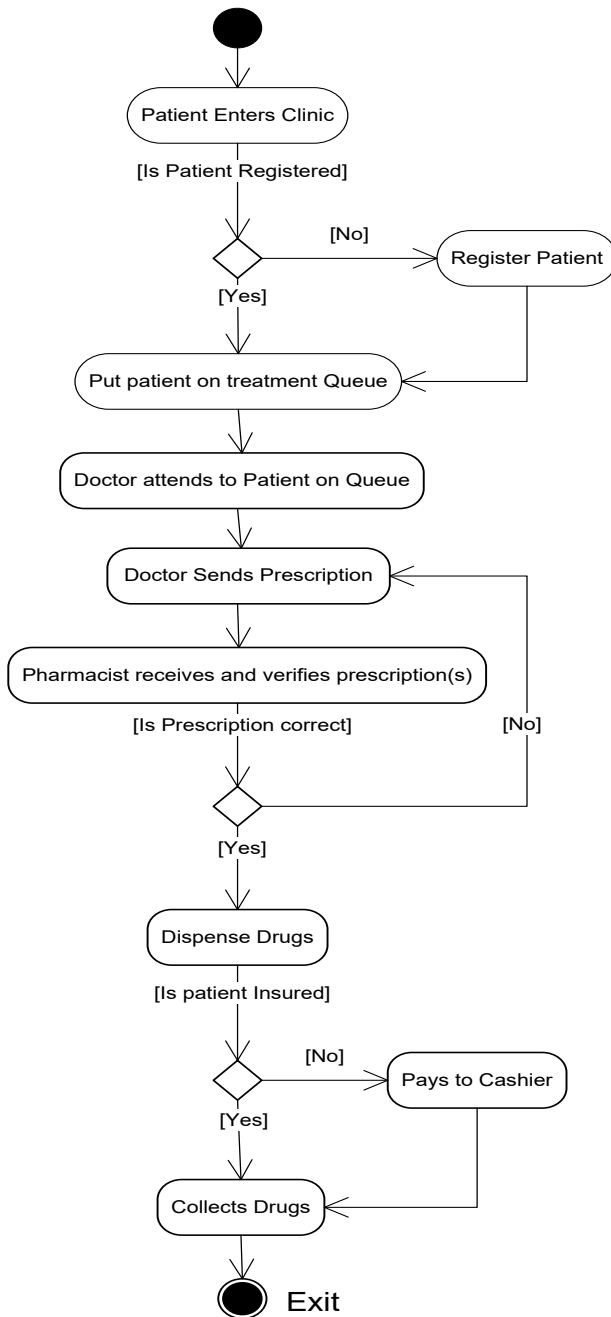 Patient Enters Clinic
[Is Patient Registered]
[No]
Register Patient
[Yes]
Put patient on treatment Queue
Doctor attends to Patient on Queue
Doctor Sends Prescription
Pharmacist receives and verifies prescription(s)
[Is Prescription correct]
[No]
[Yes]
Dispense Drugs
[Is patient Insured]
[No]
Pays to Cashier
[Yes]
Collects Drugs
Exit